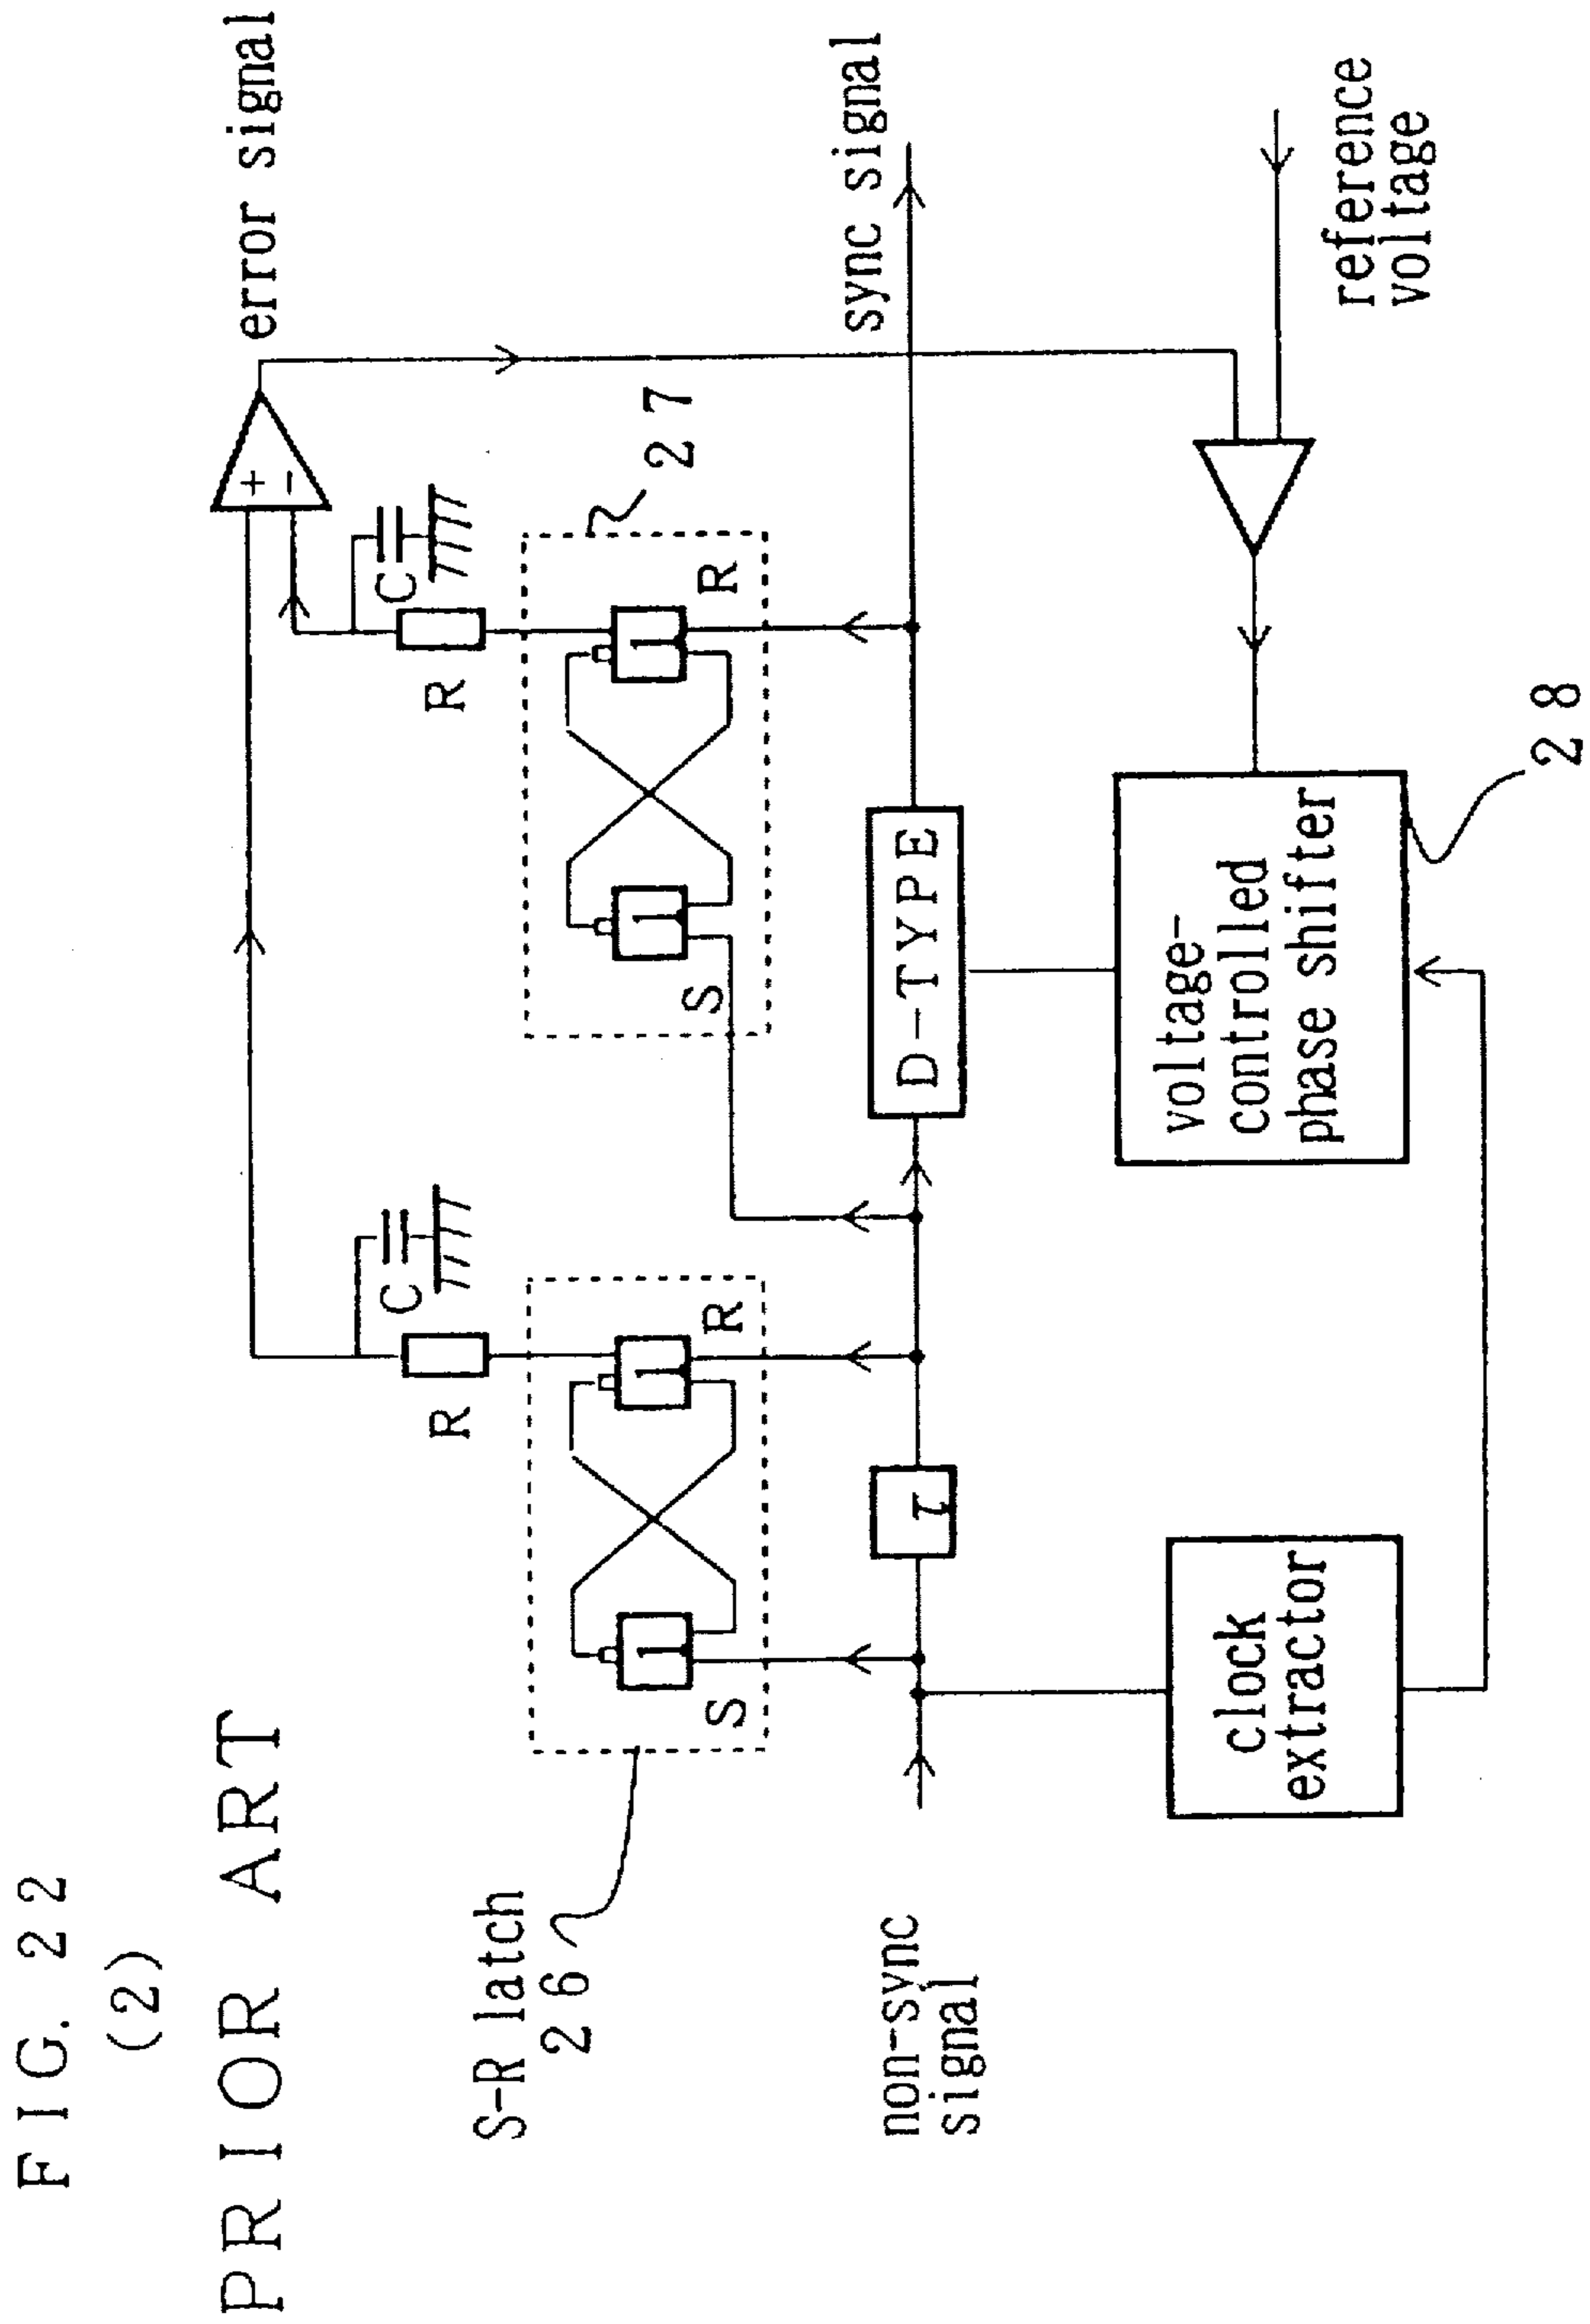 FIG. 22
(2)
PRIOR ART
error signal
+
−
C
C
R
R
27
S-R latch
26
S
1
1
R
S
1
1
R
non-sync
signal
τ
D-TYPE
sync signal
clock
extractor
voltage-
controlled
phase shifter
28
reference
voltage